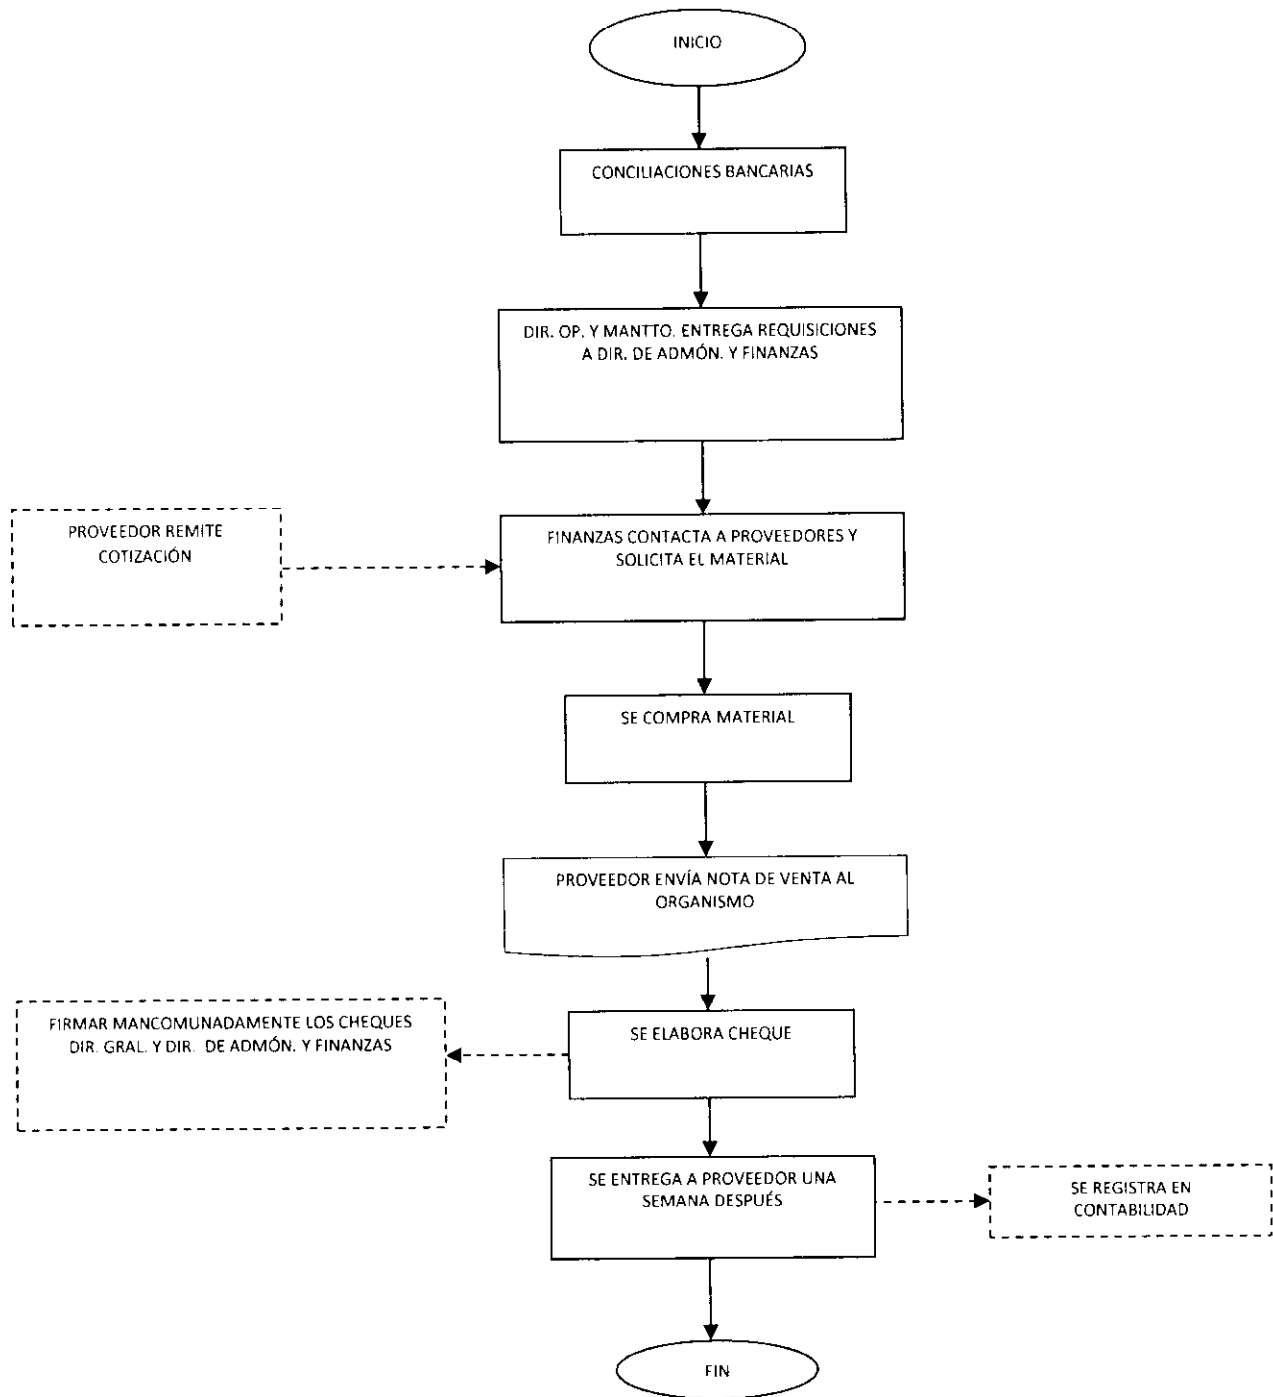 INICIO
CONCILIACIONES BANCARIAS
DIR. OP. Y MANTTO. ENTREGA REQUISICIONES
A DIR. DE ADMÓN. Y FINANZAS
PROVEEDOR REMITE
COTIZACIÓN
FINANZAS CONTACTA A PROVEEDORES Y
SOLICITA EL MATERIAL
SE COMPRA MATERIAL
PROVEEDOR ENVÍA NOTA DE VENTA AL
ORGANISMO
FIRMAR MANCOMUNADAMENTE LOS CHEQUES
DIR. GRAL. Y DIR. DE ADMÓN. Y FINANZAS
SE ELABORA CHEQUE
SE ENTREGA A PROVEEDOR UNA
SEMANA DESPUÉS
SE REGISTRA EN
CONTABILIDAD
FIN